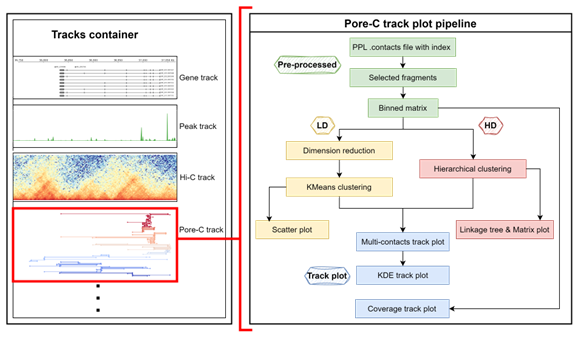 Tracks container
Gene track
Peak track
Hi-C track
Pore-C track
Pore-C track plot pipeline
PPL .contacts file with index
Pre-processed
Selected fragments
Binned matrix
LD
HD
Dimension reduction
Hierarchical clustering
KMeans clustering
Scatter plot
Linkage tree & Matrix plot
Multi-contacts track plot
Track plot
KDE track plot
Coverage track plot